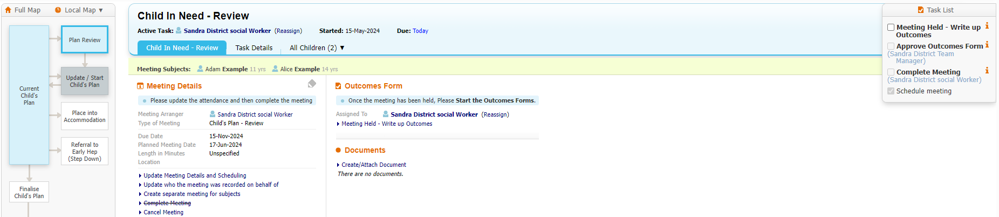 Full Map
Local Map ▼
Current
Child's
Plan
Plan Review
Update / Start
Child's Plan
Place into
Accommodation
Referral to
Early Hep
(Step Down)
Finalise
Child's Plan
Child In Need - Review
Active Task: Sandra District social Worker (Reassign) Started: 15-May-2024 Due: Today
Child In Need - Review Task Details All Children (2) ▼
Meeting Subjects: Adam Example 11 yrs Alice Example 14 yrs
Meeting Details
Please update the attendance and then complete the meeting
Meeting Arranger Sandra District social Worker
Type of Meeting Child's Plan - Review
Due Date 15-Nov-2024
Planned Meeting Date 17-Jun-2024
Length in Minutes Unspecified
Location
Update Meeting Details and Scheduling
Update who the meeting was recorded on behalf of
Create separate meeting for subjects
Complete Meeting
Cancel Meeting
Outcomes Form
Once the meeting has been held, Please Start the Outcomes Forms.
Assigned To Sandra District social Worker (Reassign)
Meeting Held - Write up Outcomes
Documents
Create/Attach Document
There are no documents.
Task List
Meeting Held - Write up
Outcomes
Approve Outcomes Form
(Sandra District Team
Manager)
Complete Meeting
(Sandra District social Worker)
Schedule meeting